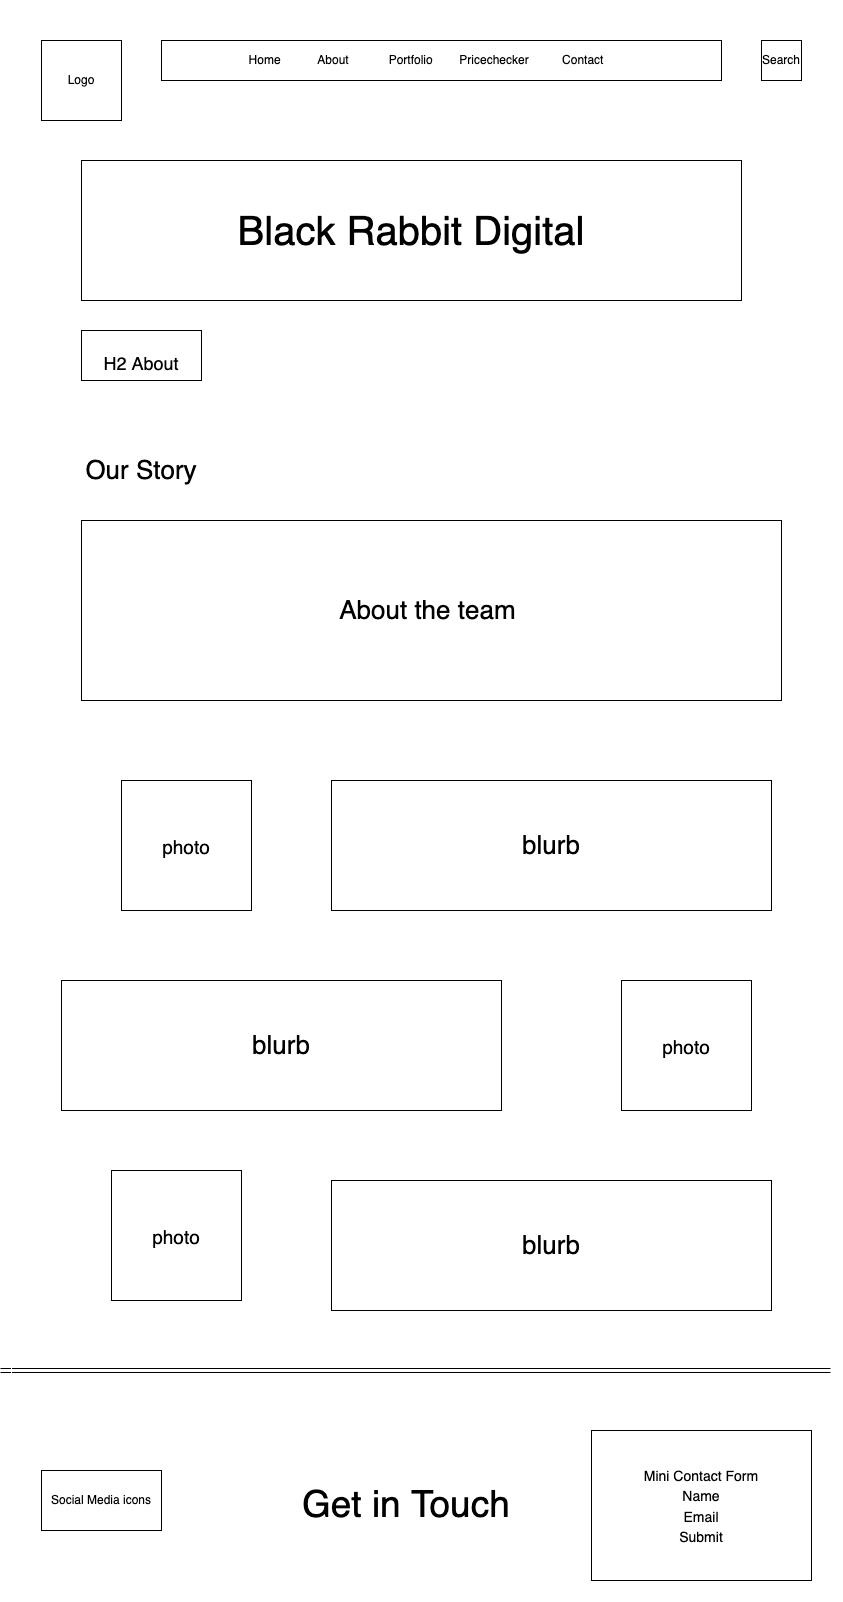 Logo
Home About Portfolio Pricechecker Contact
Search
Black Rabbit Digital
H2 About
Our Story
About the team
photo
blurb
blurb
photo
photo
blurb
Social Media icons
Get in Touch
Mini Contact Form
Name
Email
Submit